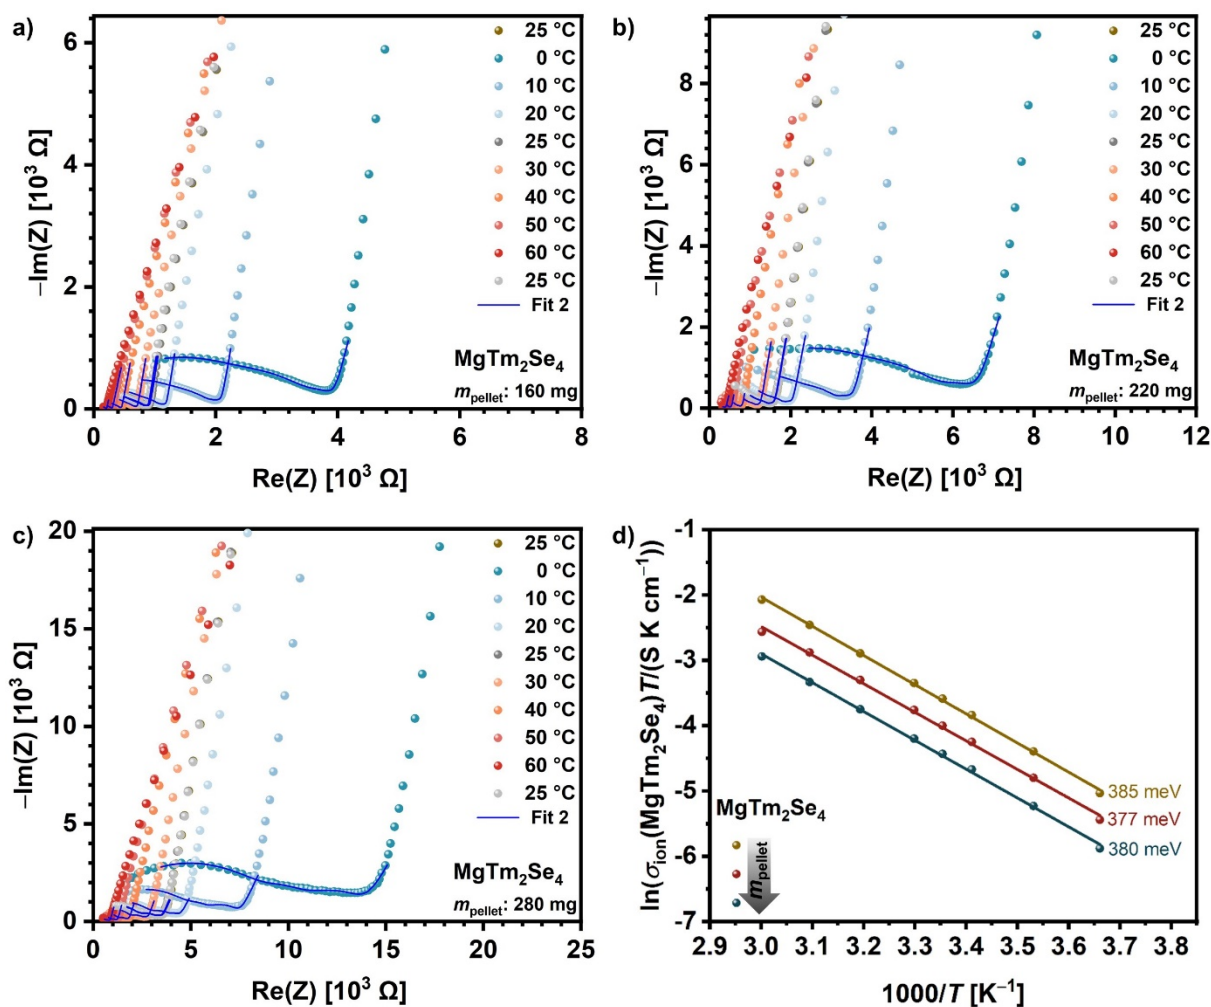 a)
6
4
2
0
0 2 4 6 8
−Im(Z) [10³ Ω]
Re(Z) [10³ Ω]
25 °C
0 °C
10 °C
20 °C
25 °C
30 °C
40 °C
50 °C
60 °C
25 °C
Fit 2
MgTm₂Se₄
m_pellet: 160 mg
b)
8
6
4
2
0
0 2 4 6 8 10 12
−Im(Z) [10³ Ω]
Re(Z) [10³ Ω]
25 °C
0 °C
10 °C
20 °C
25 °C
30 °C
40 °C
50 °C
60 °C
25 °C
Fit 2
MgTm₂Se₄
m_pellet: 220 mg
c)
20
15
10
5
0
0 5 10 15 20 25
−Im(Z) [10³ Ω]
Re(Z) [10³ Ω]
25 °C
0 °C
10 °C
20 °C
25 °C
30 °C
40 °C
50 °C
60 °C
25 °C
Fit 2
MgTm₂Se₄
m_pellet: 280 mg
d)
-1
-2
-3
-4
-5
-6
-7
2.9 3.0 3.1 3.2 3.3 3.4 3.5 3.6 3.7 3.8
ln(σ_ion(MgTm₂Se₄)T/(S K cm⁻¹))
1000/T [K⁻¹]
385 meV
377 meV
380 meV
MgTm₂Se₄
m_pellet